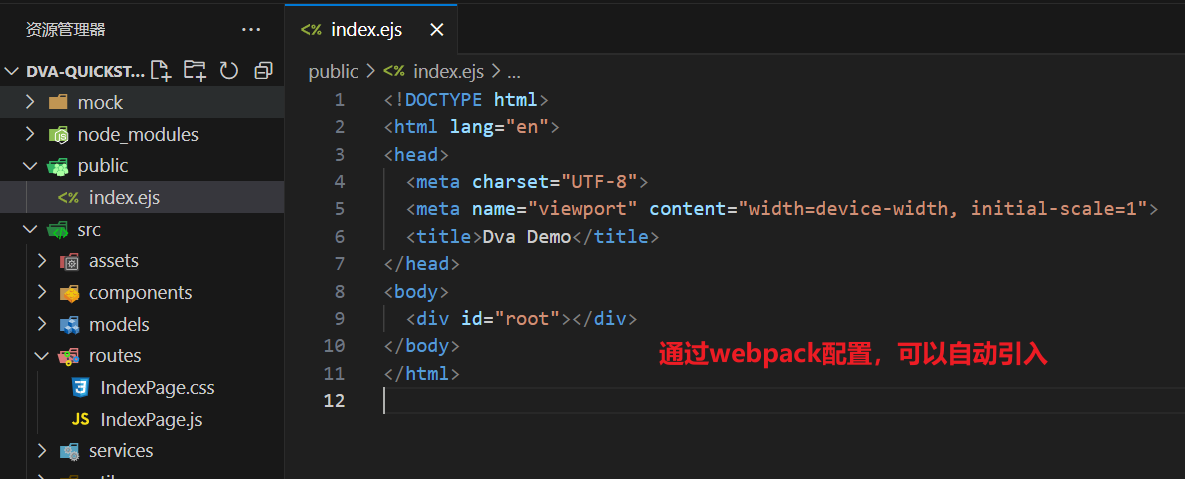 资源管理器
...
index.ejs
DVA-QUICKST...
mock
node_modules
public
index.ejs
src
assets
components
models
routes
IndexPage.css
IndexPage.js
services
public > index.ejs > ...
1 <!DOCTYPE html>
2 <html lang="en">
3 <head>
4 <meta charset="UTF-8">
5 <meta name="viewport" content="width=device-width, initial-scale=1">
6 <title>Dva Demo</title>
7 </head>
8 <body>
9 <div id="root"></div>
10 </body>
11 </html>
12
通过webpack配置，可以自动引入